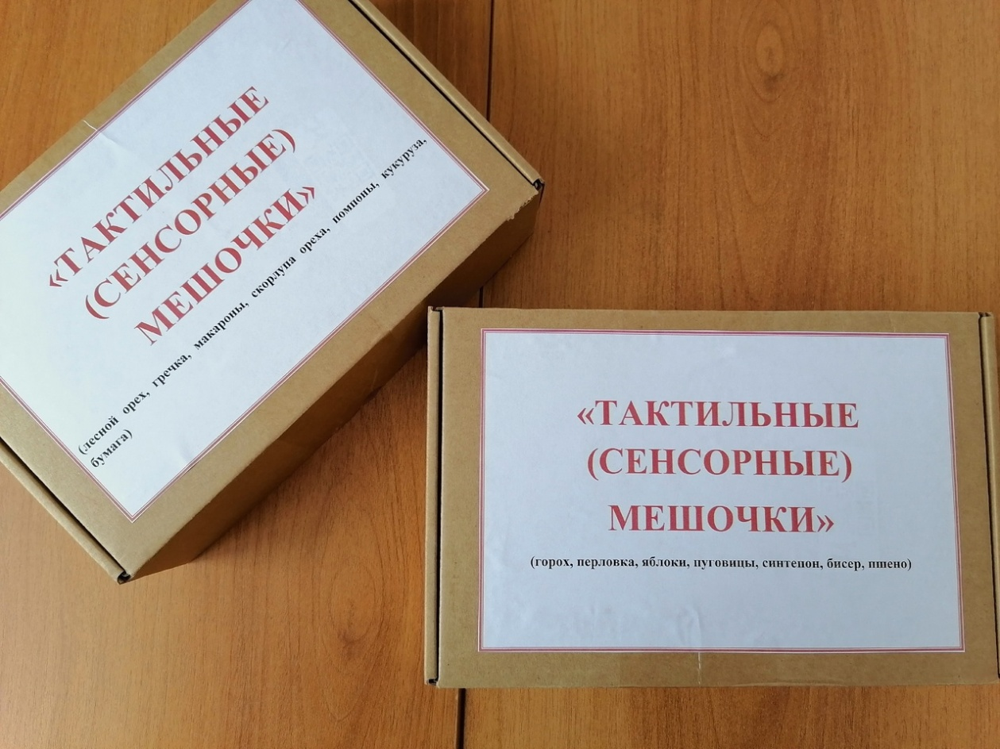 «ТАКТИЛЬНЫЕ
(СЕНСОРНЫЕ)
МЕШОЧКИ»
(лесной орех, гречка, макароны, скорлупа ореха, помпоны, кукуруза,
бумага)
«ТАКТИЛЬНЫЕ
(СЕНСОРНЫЕ)
МЕШОЧКИ»
(горох, перловка, яблоки, пуговицы, синтепон, бисер, пшено)